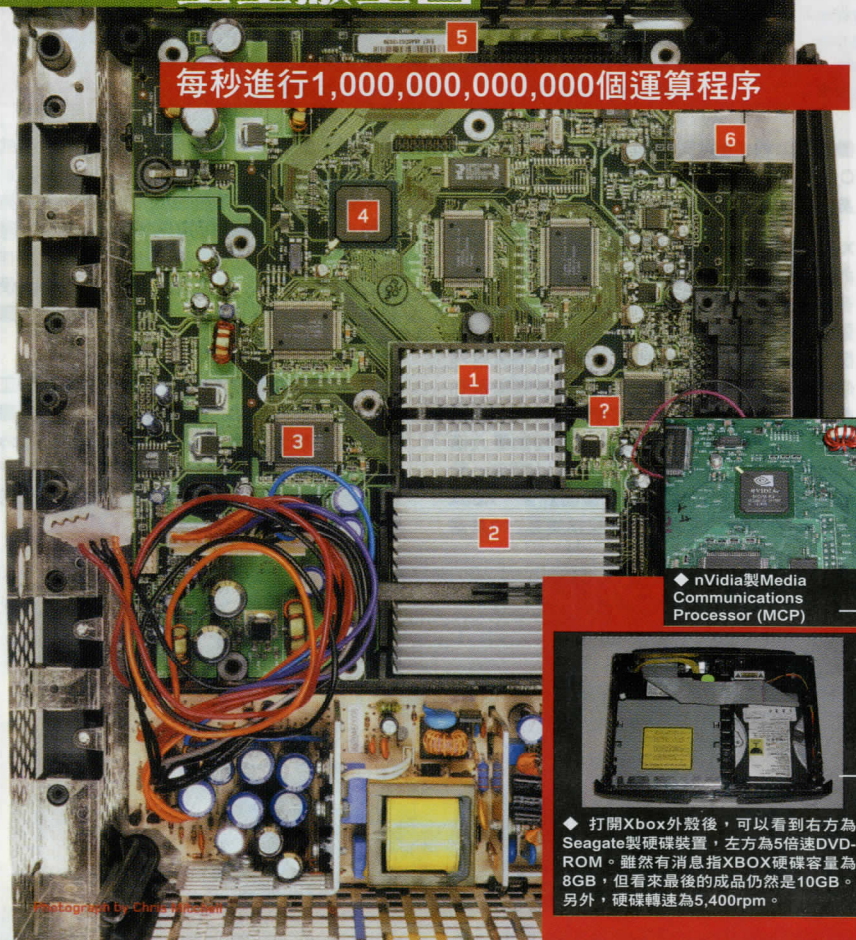 5
每秒進行1,000,000,000,000個運算程序
6
4
1
?
3
2
nVIDIA
◆ nVidia製Media
Communications
Processor (MCP)
◆ 打開Xbox外殼後，可以看到右方為
Seagate製硬碟裝置，左方為5倍速DVD-
ROM。雖然有消息指XBOX硬碟容量為
8GB，但看來最後的成品仍然是10GB。
另外，硬碟轉速為5,400rpm。
Photograph by Chris